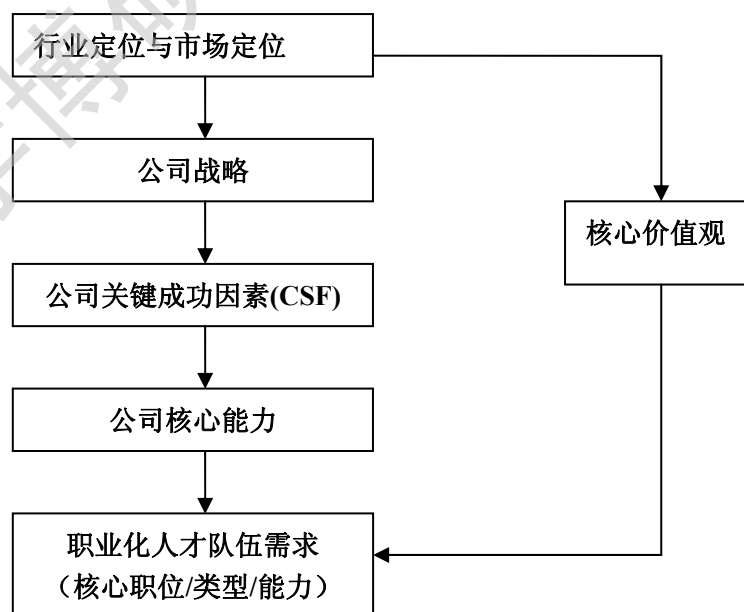 行业定位与市场定位
公司战略
核心价值观
公司关键成功因素(CSF)
公司核心能力
职业化人才队伍需求
（核心职位/类型/能力）